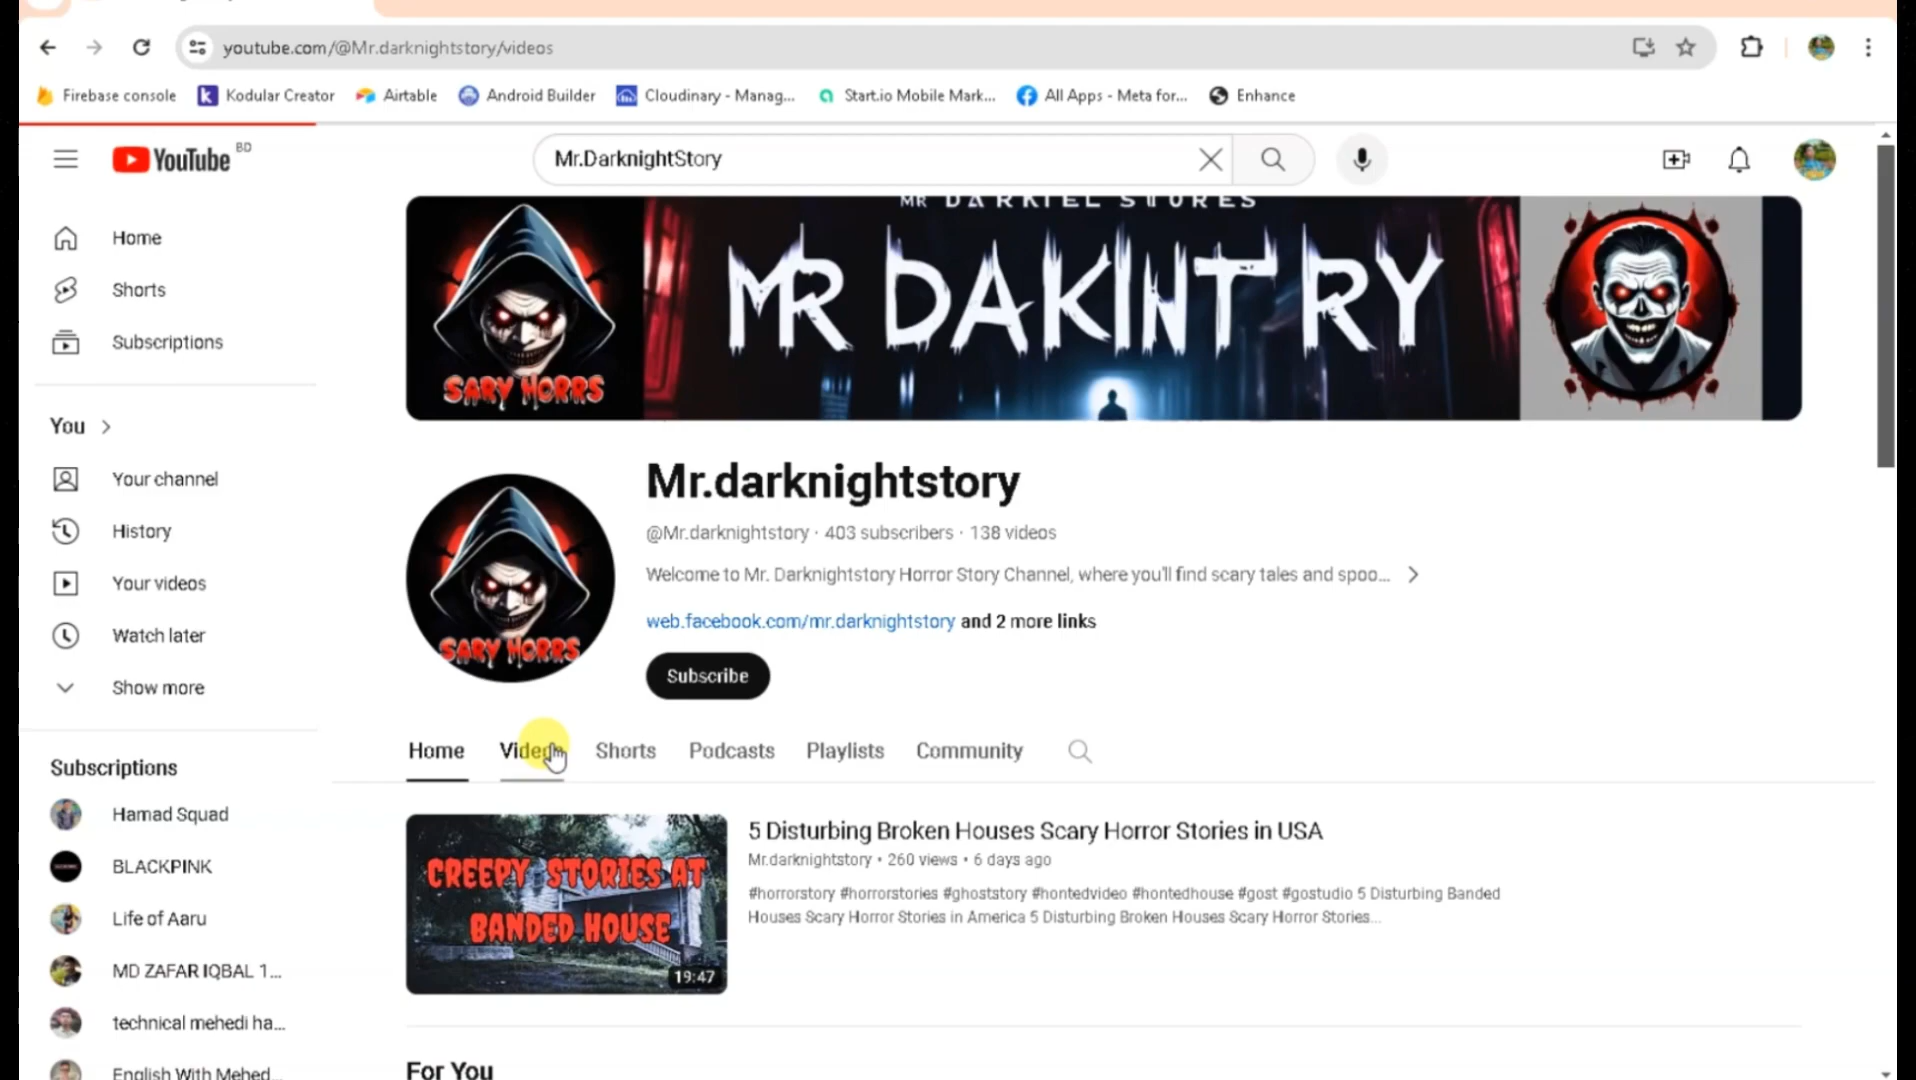 youtube.com/@Mr.darknightstory/videos
Firebase console Kodular Creator Airtable Android Builder Cloudinary - Manag... Start.io Mobile Mark... All Apps - Meta for... Enhance
YouTube BD
Mr.DarknightStory
Home
Shorts
Subscriptions
You
Your channel
History
Your videos
Watch later
Show more
Subscriptions
Hamad Squad
BLACKPINK
Life of Aaru
MD ZAFAR IQBAL 1...
technical mehedi ha...
English With Mehed...
MR DARKIEL STORES
MR DAKINT RY
SARY HORRS
Mr.darknightstory
@Mr.darknightstory · 403 subscribers · 138 videos
Welcome to Mr. Darknightstory Horror Story Channel, where you'll find scary tales and spoo...
web.facebook.com/mr.darknightstory and 2 more links
Subscribe
SARY HORRS
Home Videos Shorts Podcasts Playlists Community
CREEPY STORIES AT
BANDED HOUSE
19:47
5 Disturbing Broken Houses Scary Horror Stories in USA
Mr.darknightstory • 260 views • 6 days ago
#horrorstory #horrorstories #ghoststory #hontedvideo #hontedhouse #gost #gostudio 5 Disturbing Banded
Houses Scary Horror Stories in America 5 Disturbing Broken Houses Scary Horror Stories...
For You